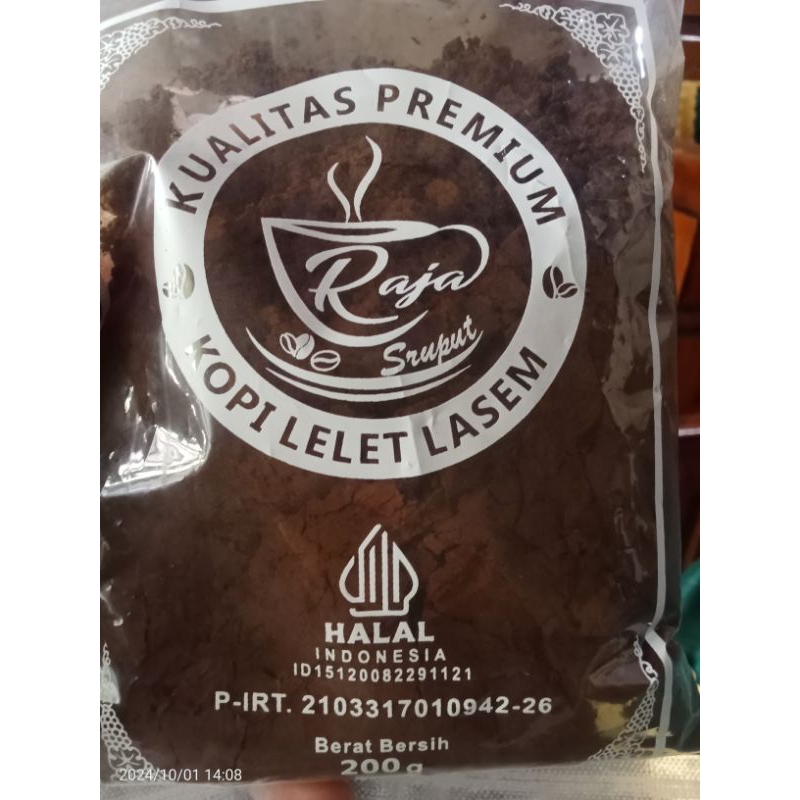 KUALITAS PREMIUM
Raja
Sruput
KOPI LELET LASEM
HALAL
INDONESIA
ID15120082291121
P-IRT. 2103317010942-26
Berat Bersih
200 g
2024/10/01 14:08